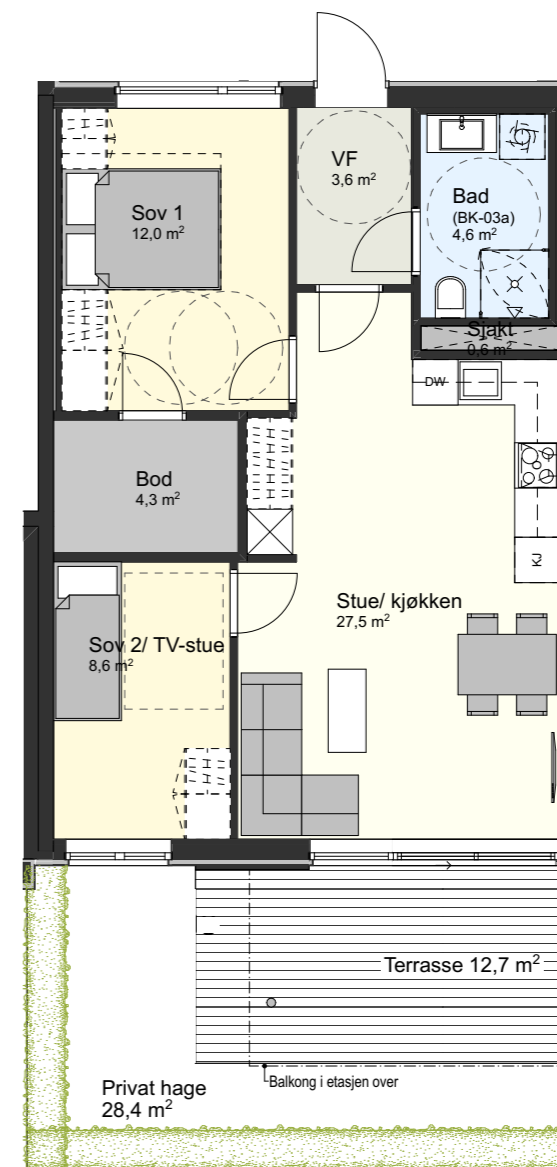 VF
3,6 m²
Sov 1
12,0 m²
Bad
(BK-03a)
4,6 m²
Sjakt
0,6 m²
DW
Bod
4,3 m²
KJ
Stue/ kjøkken
27,5 m²
Sov 2/ TV-stue
8,6 m²
Terrasse 12,7 m²
Balkong i etasjen over
Privat hage
28,4 m²